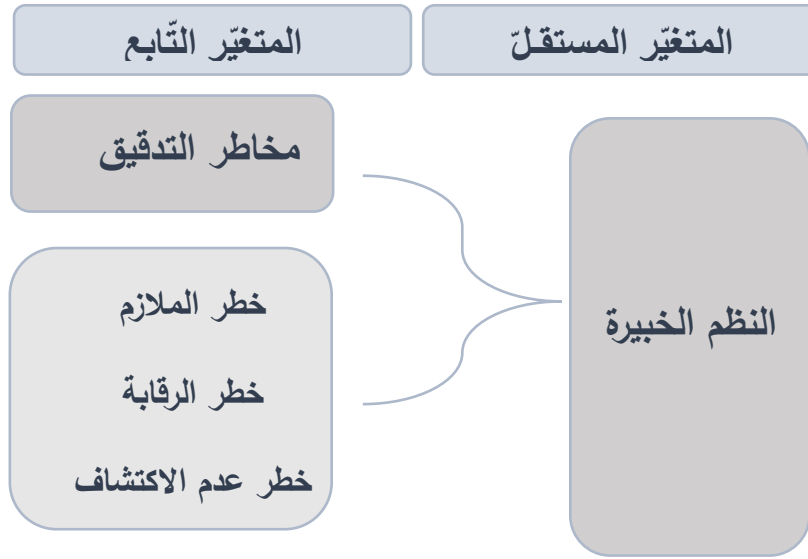 المتغيّر المستقلّ
المتغيّر التّابع
النظم الخبيرة
مخاطر التدقيق
خطر الملازم
خطر الرقابة
خطر عدم الاكتشاف